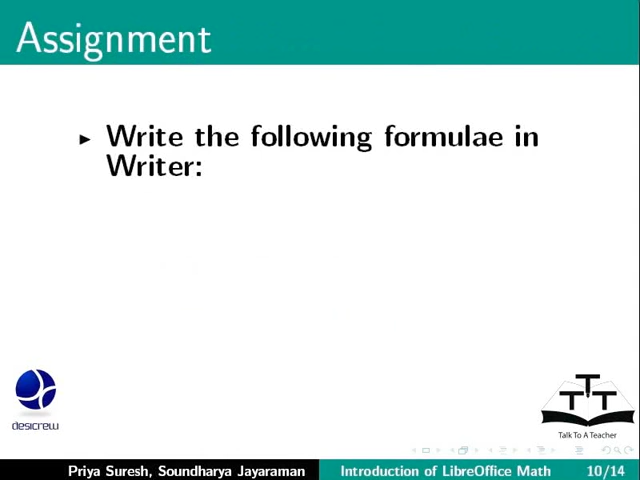 Assignment
Write the following formulae in
Writer:
desicrew
T T T
Talk To A Teacher
Priya Suresh, Soundharya Jayaraman Introduction of LibreOffice Math 10/14